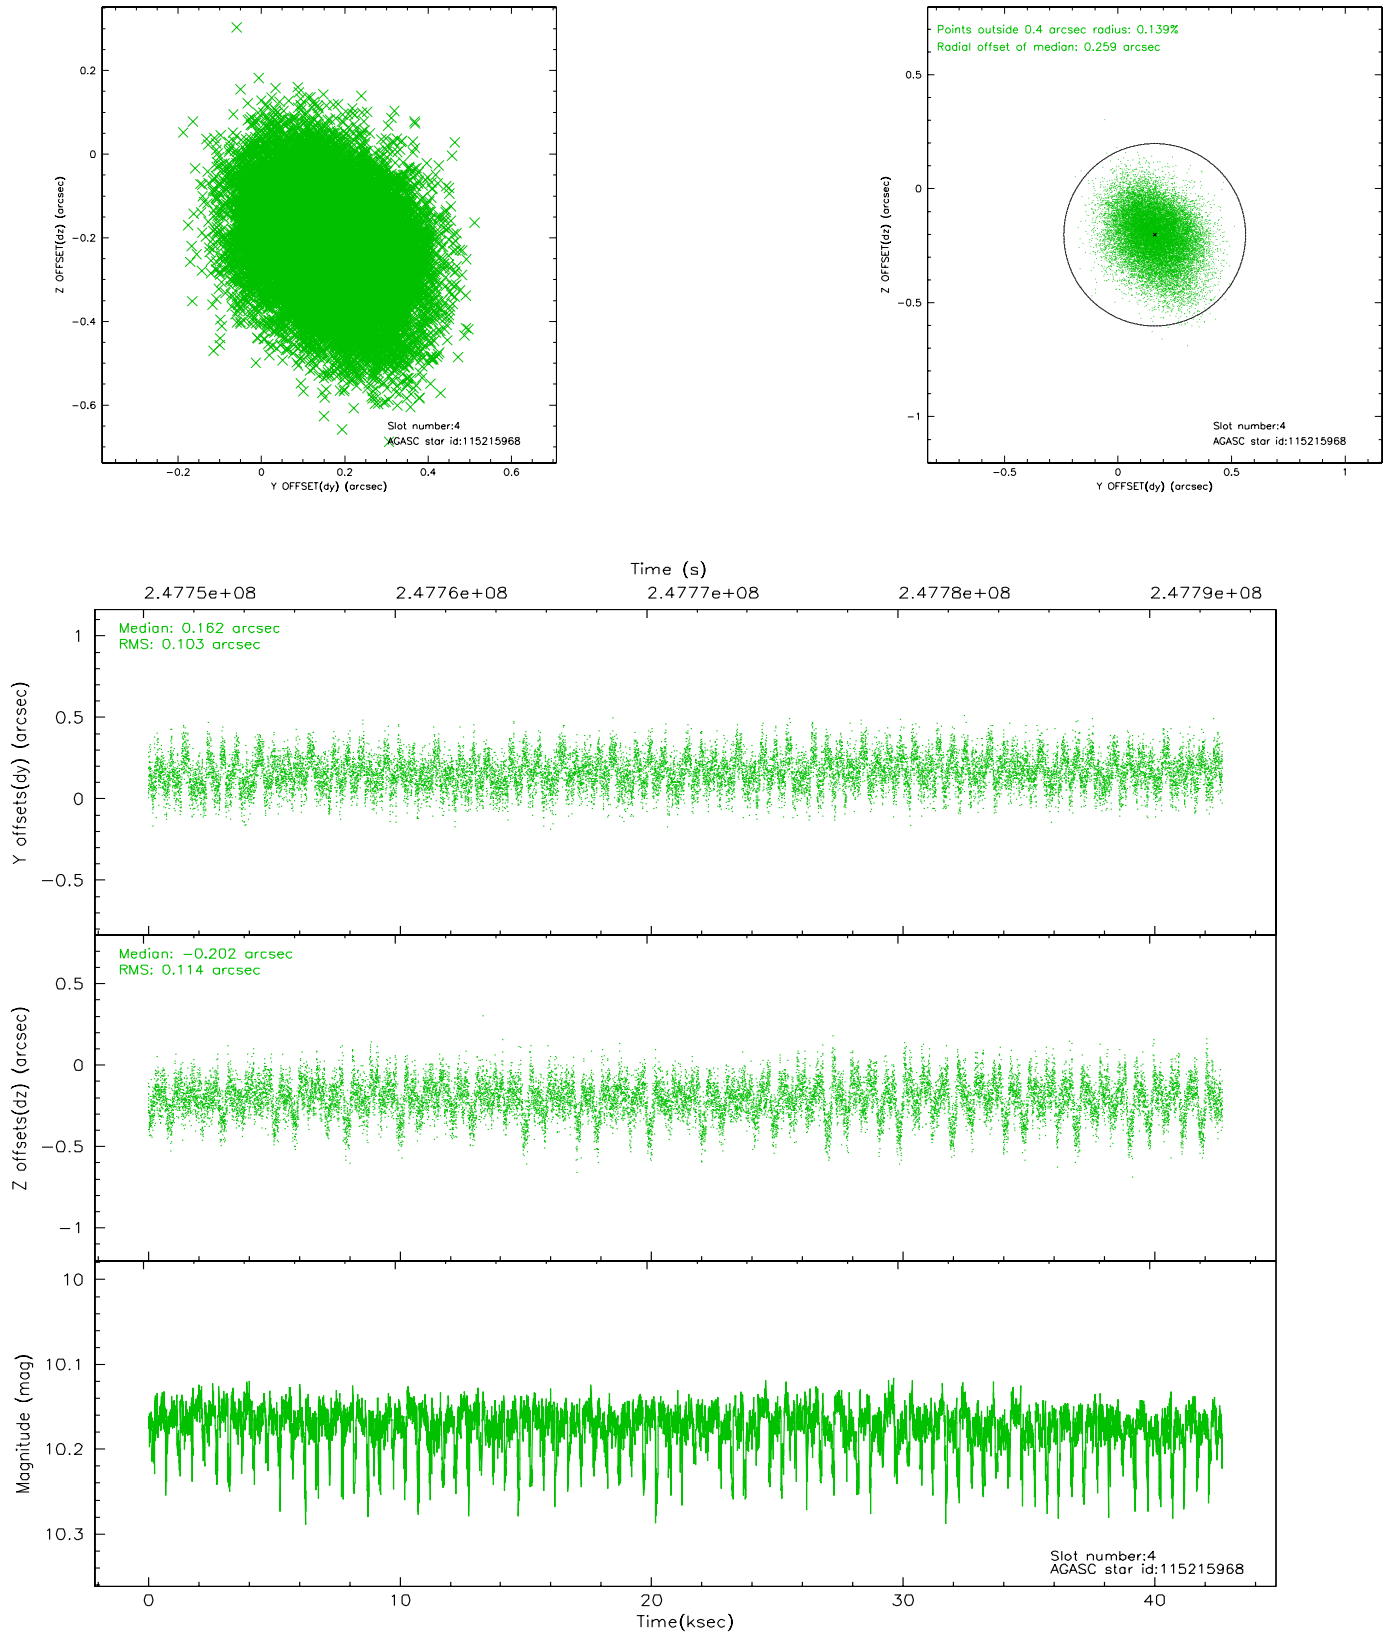 0.2
0
−0.2
−0.4
−0.6
Z OFFSET(dz) (arcsec)
Slot number:4
AGASC star id:115215968
−0.2 0 0.2 0.4 0.6
Y OFFSET(dy) (arcsec)
Points outside 0.4 arcsec radius: 0.139%
Radial offset of median: 0.259 arcsec
0.5
0
−0.5
−1
Z OFFSET(dz) (arcsec)
Slot number:4
AGASC star id:115215968
−0.5 0 0.5 1
Y OFFSET(dy) (arcsec)
Time (s)
2.4775e+08 2.4776e+08 2.4777e+08 2.4778e+08 2.4779e+08
Median: 0.162 arcsec
RMS: 0.103 arcsec
1
0.5
0
−0.5
Y offsets(dy) (arcsec)
Median: −0.202 arcsec
RMS: 0.114 arcsec
0.5
0
−0.5
−1
Z offsets(dz) (arcsec)
10
10.1
10.2
10.3
Magnitude (mag)
Slot number:4
AGASC star id:115215968
0 10 20 30 40
Time(ksec)